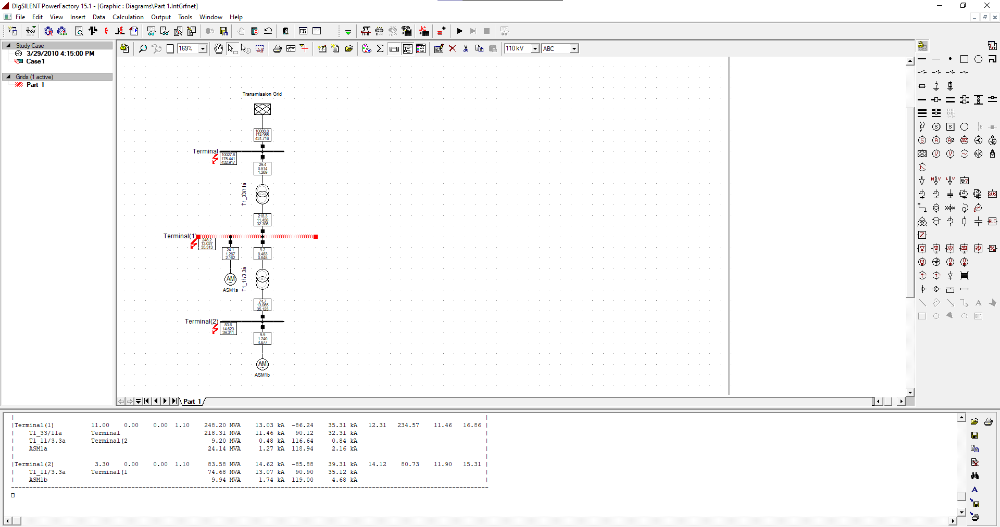 DIgSILENT PowerFactory 15.1 - [Graphic : Diagrams\Part 1.IntGrfnet]
File Edit View Insert Data Calculation Output Tools Window Help
Study Case
3/29/2010 4:15:00 PM
Case1
Grids (1 active)
Part 1
169%
110 kV
ABC
Transmission Grid
10000.0
174.955
431.716
Terminal
10027.8
175.441
432.917
29.4
0.514
1.269
T1_33/11a
218.3
11.458
32.306
Terminal(1)
248.2
13.027
35.313
24.1
1.267
2.162
9.2
0.483
0.845
AM
ASM1a
T1_11/3.3a
74.7
13.065
35.123
Terminal(2)
83.6
14.623
39.311
9.9
1.740
4.677
AM
ASM1b
Part 1
Terminal(1) 11.00 0.00 0.00 1.10 248.20 MVA 13.03 kA -86.24 35.31 kA 12.31 234.57 11.46 16.86
T1_33/11a Terminal 218.31 MVA 11.46 kA 90.12 32.31 kA
T1_11/3.3a Terminal(2 9.20 MVA 0.48 kA 116.64 0.84 kA
ASM1a 24.14 MVA 1.27 kA 118.94 2.16 kA
Terminal(2) 3.30 0.00 0.00 1.10 83.58 MVA 14.62 kA -85.88 39.31 kA 14.12 80.73 11.90 15.31
T1_11/3.3a Terminal(1 74.68 MVA 13.07 kA 90.90 35.12 kA
ASM1b 9.94 MVA 1.74 kA 119.00 4.68 kA